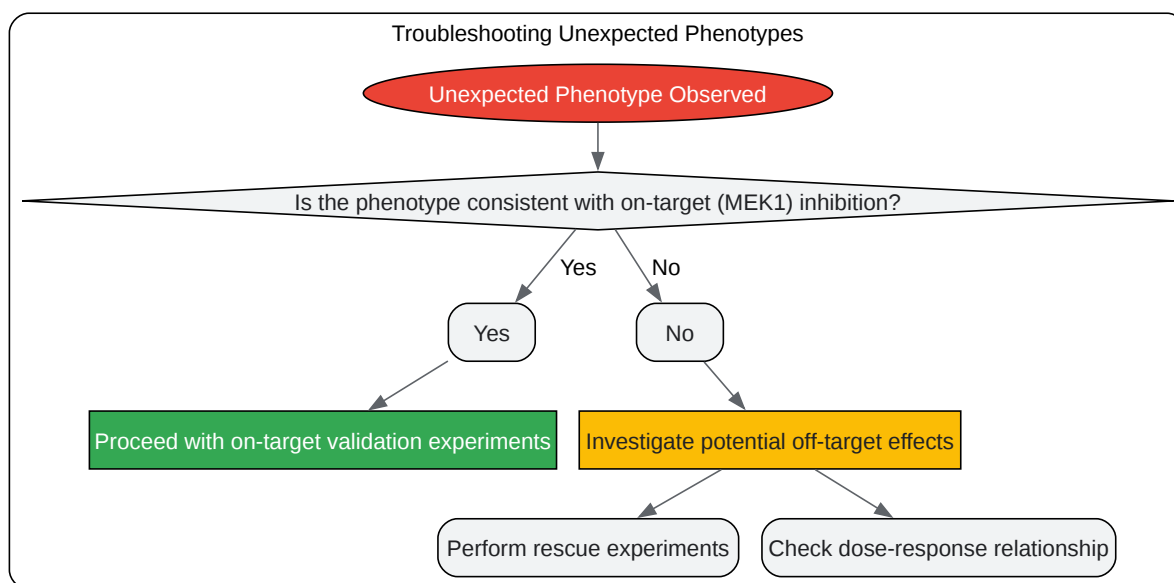 Troubleshooting Unexpected Phenotypes
Unexpected Phenotype Observed
Is the phenotype consistent with on-target (MEK1) inhibition?
Yes
No
Yes
No
Proceed with on-target validation experiments
Investigate potential off-target effects
Perform rescue experiments
Check dose-response relationship